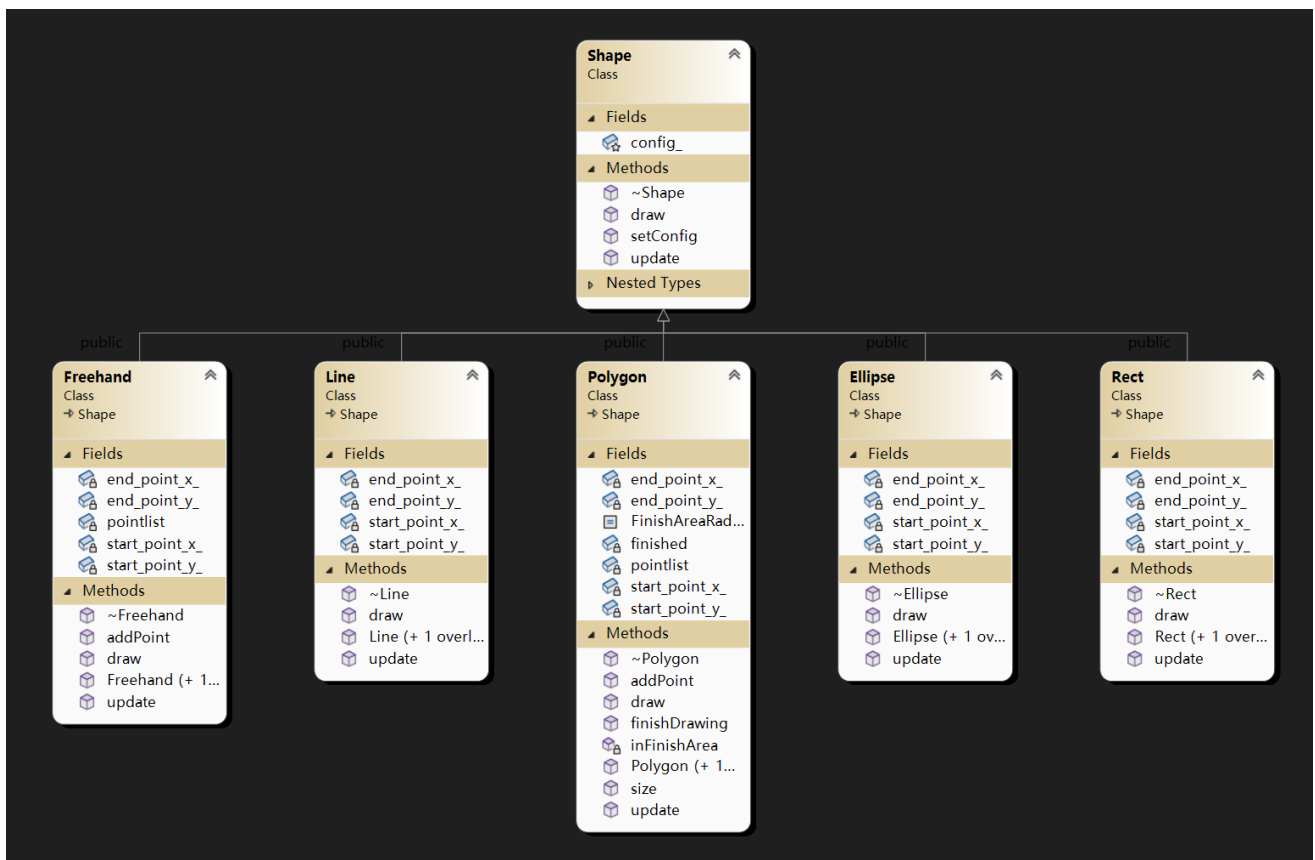 Shape
Class
Fields
config_
Methods
~Shape
draw
setConfig
update
Nested Types
public
public
public
public
public
Freehand
Class
Shape
Fields
end_point_x_
end_point_y_
pointlist
start_point_x_
start_point_y_
Methods
~Freehand
addPoint
draw
Freehand (+ 1...
update
Line
Class
Shape
Fields
end_point_x_
end_point_y_
start_point_x_
start_point_y_
Methods
~Line
draw
Line (+ 1 overl...
update
Polygon
Class
Shape
Fields
end_point_x_
end_point_y_
FinishAreaRad...
finished
pointlist
start_point_x_
start_point_y_
Methods
~Polygon
addPoint
draw
finishDrawing
inFinishArea
Polygon (+ 1...
size
update
Ellipse
Class
Shape
Fields
end_point_x_
end_point_y_
start_point_x_
start_point_y_
Methods
~Ellipse
draw
Ellipse (+ 1 ov...
update
Rect
Class
Shape
Fields
end_point_x_
end_point_y_
start_point_x_
start_point_y_
Methods
~Rect
draw
Rect (+ 1 over...
update